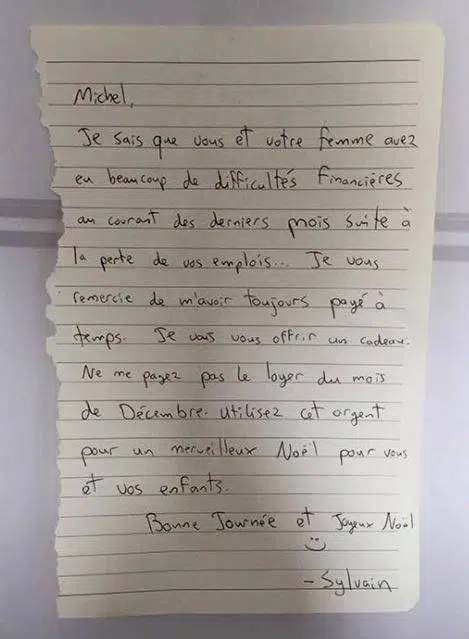 Michel,
Je sais que vous et votre femme avez
eu beaucoup de difficultés financières
au courant des derniers mois suite à
la perte de vos emplois... Je vous
remercie de m'avoir toujours payé à
temps. Je vais vous offrir un cadeau.
Ne me payez pas le loyer du mois
de Décembre. Utilisez cet argent
pour un merveilleux Noël pour vous
et vos enfants.
Bonne Journée et Joyeux Noël
- Sylvain